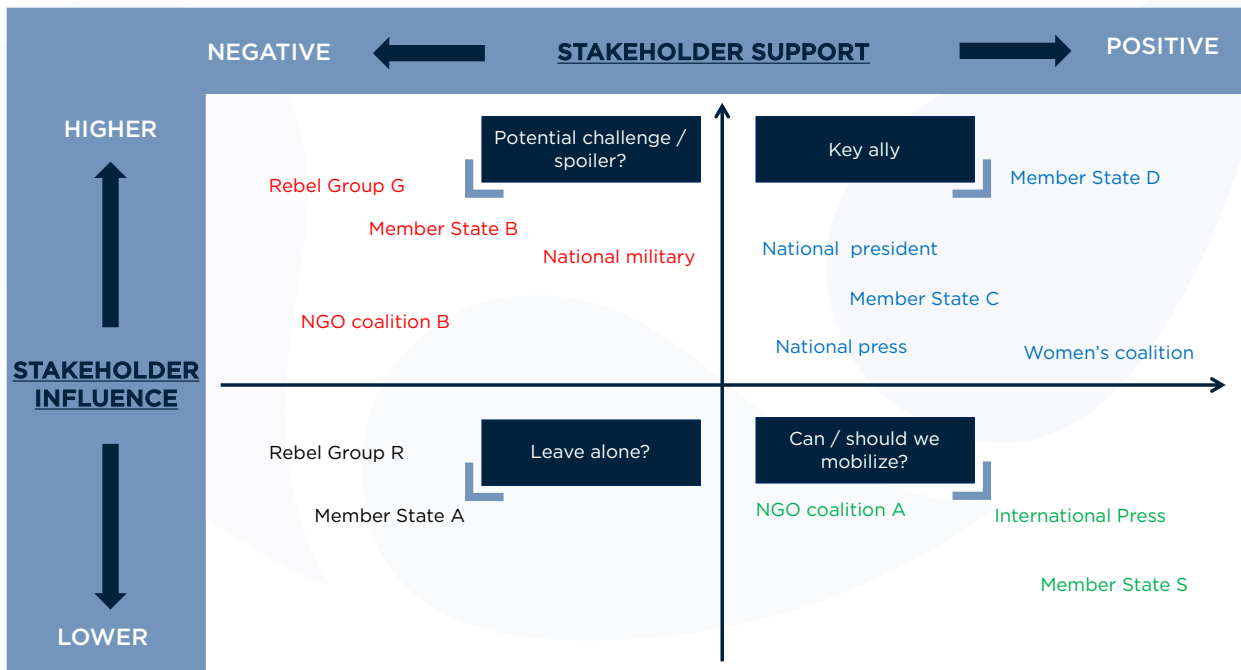 NEGATIVE
STAKEHOLDER SUPPORT
POSITIVE
HIGHER
STAKEHOLDER
INFLUENCE
LOWER
Potential challenge /
spoiler?
Rebel Group G
Member State B
National military
NGO coalition B
Key ally
Member State D
National  president
Member State C
National press
Women's coalition
Leave alone?
Rebel Group R
Member State A
Can / should we
mobilize?
NGO coalition A
International Press
Member State S